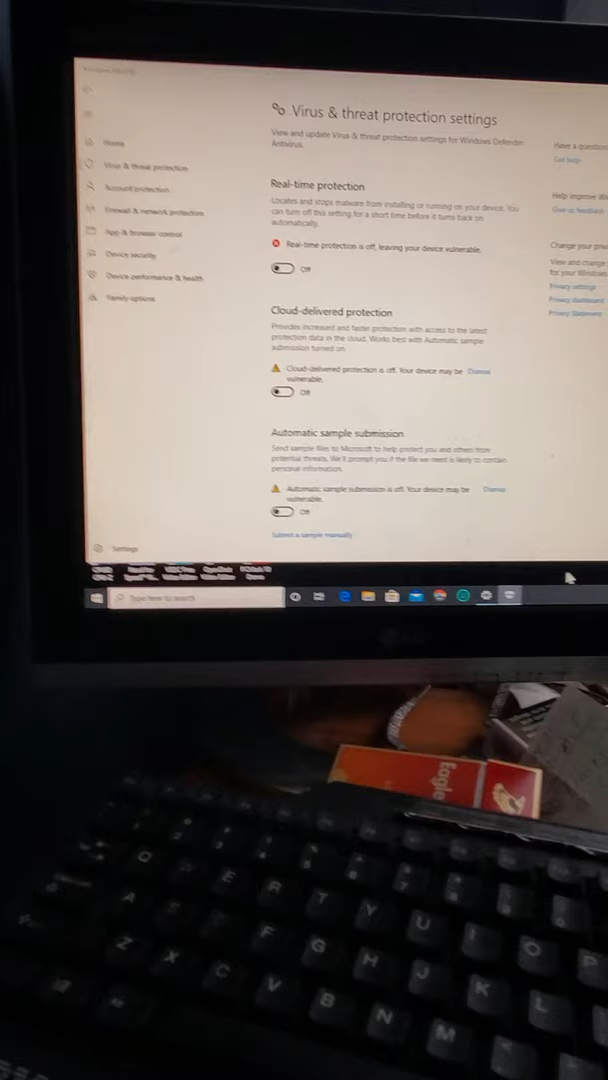 Home
Virus & threat protection
Account protection
Firewall & network protection
App & browser control
Device security
Device performance & health
Family options
Settings
Virus & threat protection settings
View and update Virus & threat protection settings for Windows Defender
Antivirus.
Real-time protection
Locates and stops malware from installing or running on your device. You
can turn off this setting for a short time before it turns back on
automatically.
Real-time protection is off, leaving your device vulnerable.
Off
Cloud-delivered protection
Provides increased and faster protection with access to the latest
protection data in the cloud. Works best with Automatic sample
submission turned on.
Cloud-delivered protection is off. Your device may be Dismiss
vulnerable.
Off
Automatic sample submission
Send sample files to Microsoft to help protect you and others from
potential threats. We'll prompt you if the file we need is likely to contain
personal information.
Automatic sample submission is off. Your device may be Dismiss
vulnerable.
Off
Submit a sample manually
Have a question
Get help
Help improve Wi
Give us feedback
Change your priv
View and change
for your Windows
Privacy settings
Privacy dashboard
Privacy Statement
Type here to search
LG
Eagle
Q
E
R
T
Y
U
I
O
P
A
F
G
H
J
K
L
Z
X
C
V
B
N
M